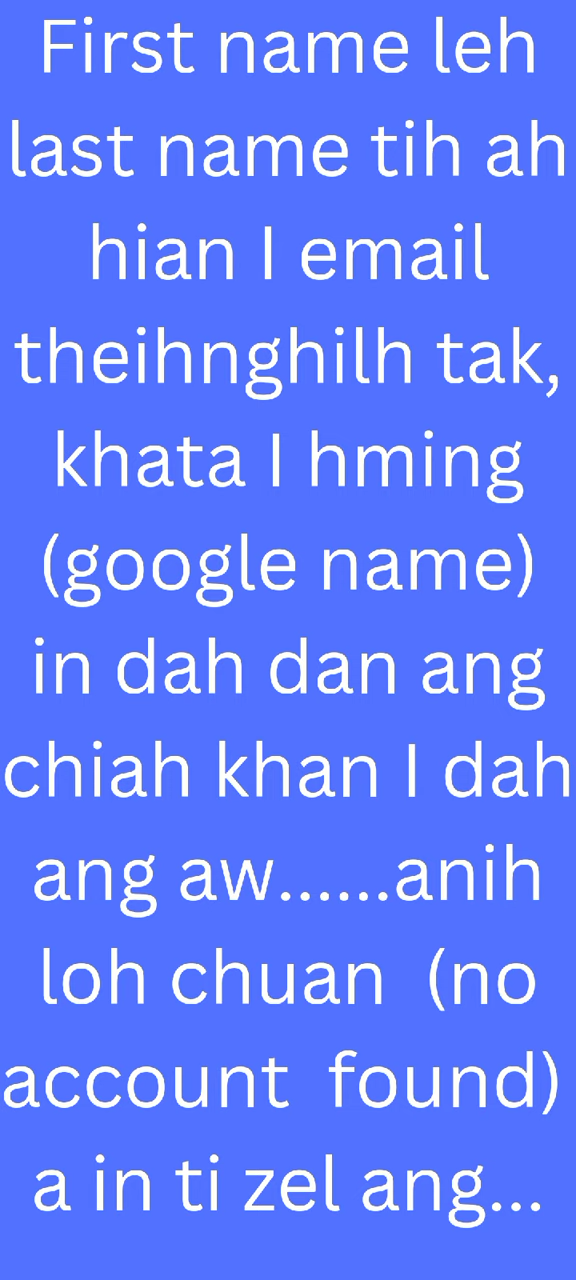 First name leh
last name tih ah
hian I email
theihnghilh tak,
khata I hming
(google name)
in dah dan ang
chiah khan I dah
ang aw......anih
loh chuan  (no
account  found)
a in ti zel ang...